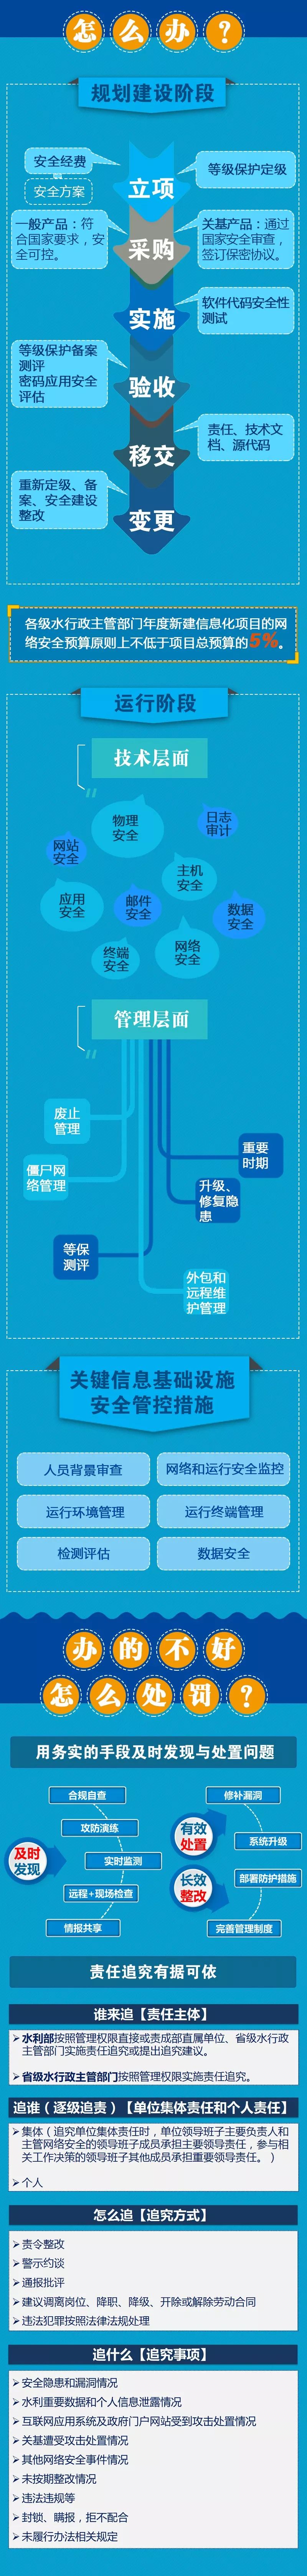 怎么办？
规划建设阶段
安全经费
安全方案
立项
等级保护定级
一般产品：符
合国家要求，安
全可控。
采购
关基产品：通过
国家安全审查，
签订保密协议。
实施
软件代码安全性
测试
等级保护备案
测评
密码应用安全
评估
验收
移交
责任、技术文
档、源代码
重新定级、备
案、安全建设
整改
变更
各级水行政主管部门年度新建信息化项目的网
络安全预算原则上不低于项目总预算的5%。
运行阶段
技术层面
物理
安全
日志
审计
网站
安全
主机
安全
应用
安全
邮件
安全
数据
安全
终端
安全
网络
安全
管理层面
废止
管理
重要
时期
僵尸网
络管理
升级、
修复隐
患
等保
测评
外包和
远程维
护管理
关键信息基础设施
安全管控措施
人员背景审查
网络和运行安全监控
运行环境管理
运行终端管理
检测评估
数据安全
办的不好
怎么处罚？
用务实的手段及时发现与处置问题
及时
发现
合规自查
攻防演练
实时监测
远程+现场检查
情报共享
有效
处置
修补漏洞
系统升级
长效
整改
部署防护措施
完善管理制度
责任追究有据可依
谁来追【责任主体】
➢水利部按照管理权限直接或责成部直属单位、省级水行政
主管部门实施责任追究或提出追究建议。
➢省级水行政主管部门按照管理权限实施责任追究。
追谁（逐级追责）【单位集体责任和个人责任】
➢集体（追究单位集体责任时，单位领导班子主要负责人和
主管网络安全的领导班子成员承担主要领导责任，参与相
关工作决策的领导班子其他成员承担重要领导责任。）
➢个人
怎么追【追究方式】
➢责令整改
➢警示约谈
➢通报批评
➢建议调离岗位、降职、降级、开除或解除劳动合同
➢违法犯罪按照法律法规处理
追什么【追究事项】
➢安全隐患和漏洞情况
➢水利重要数据和个人信息泄露情况
➢互联网应用系统及政府门户网站受到攻击处置情况
➢关基遭受攻击处置情况
➢其他网络安全事件情况
➢未按期整改情况
➢违法违规等
➢封锁、瞒报，拒不配合
➢未履行办法相关规定